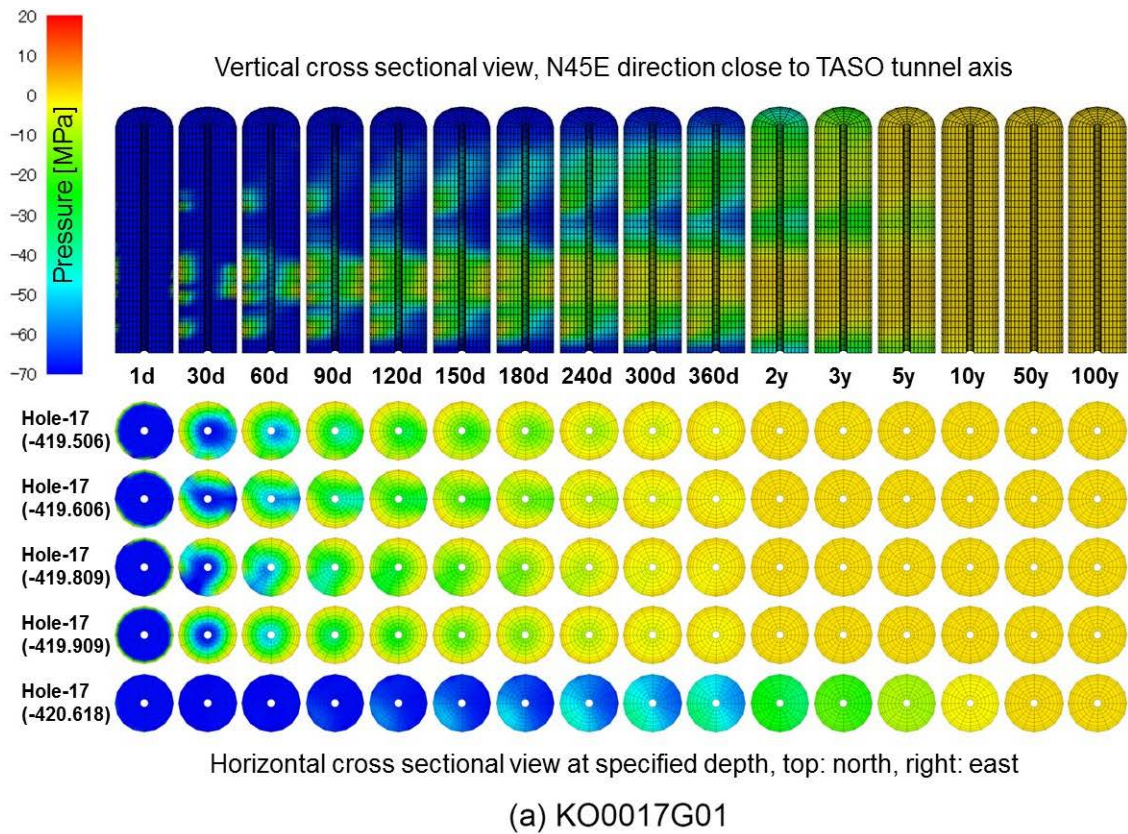 20
10
0
−10
−20
−30
−40
−50
−60
−70
Pressure [MPa]
Vertical cross sectional view, N45E direction close to TASO tunnel axis
1d 30d 60d 90d 120d 150d 180d 240d 300d 360d 2y 3y 5y 10y 50y 100y
Hole-17
(-419.506)
Hole-17
(-419.606)
Hole-17
(-419.809)
Hole-17
(-419.909)
Hole-17
(-420.618)
Horizontal cross sectional view at specified depth, top: north, right: east
(a) KO0017G01